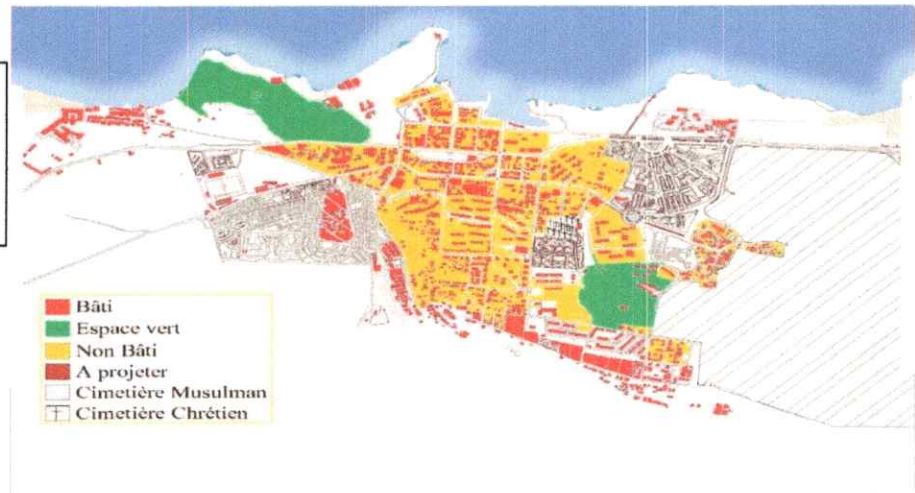 Bâti
Espace vert
Non Bâti
A projeter
Cimetière Musulman
Cimetière Chrétien